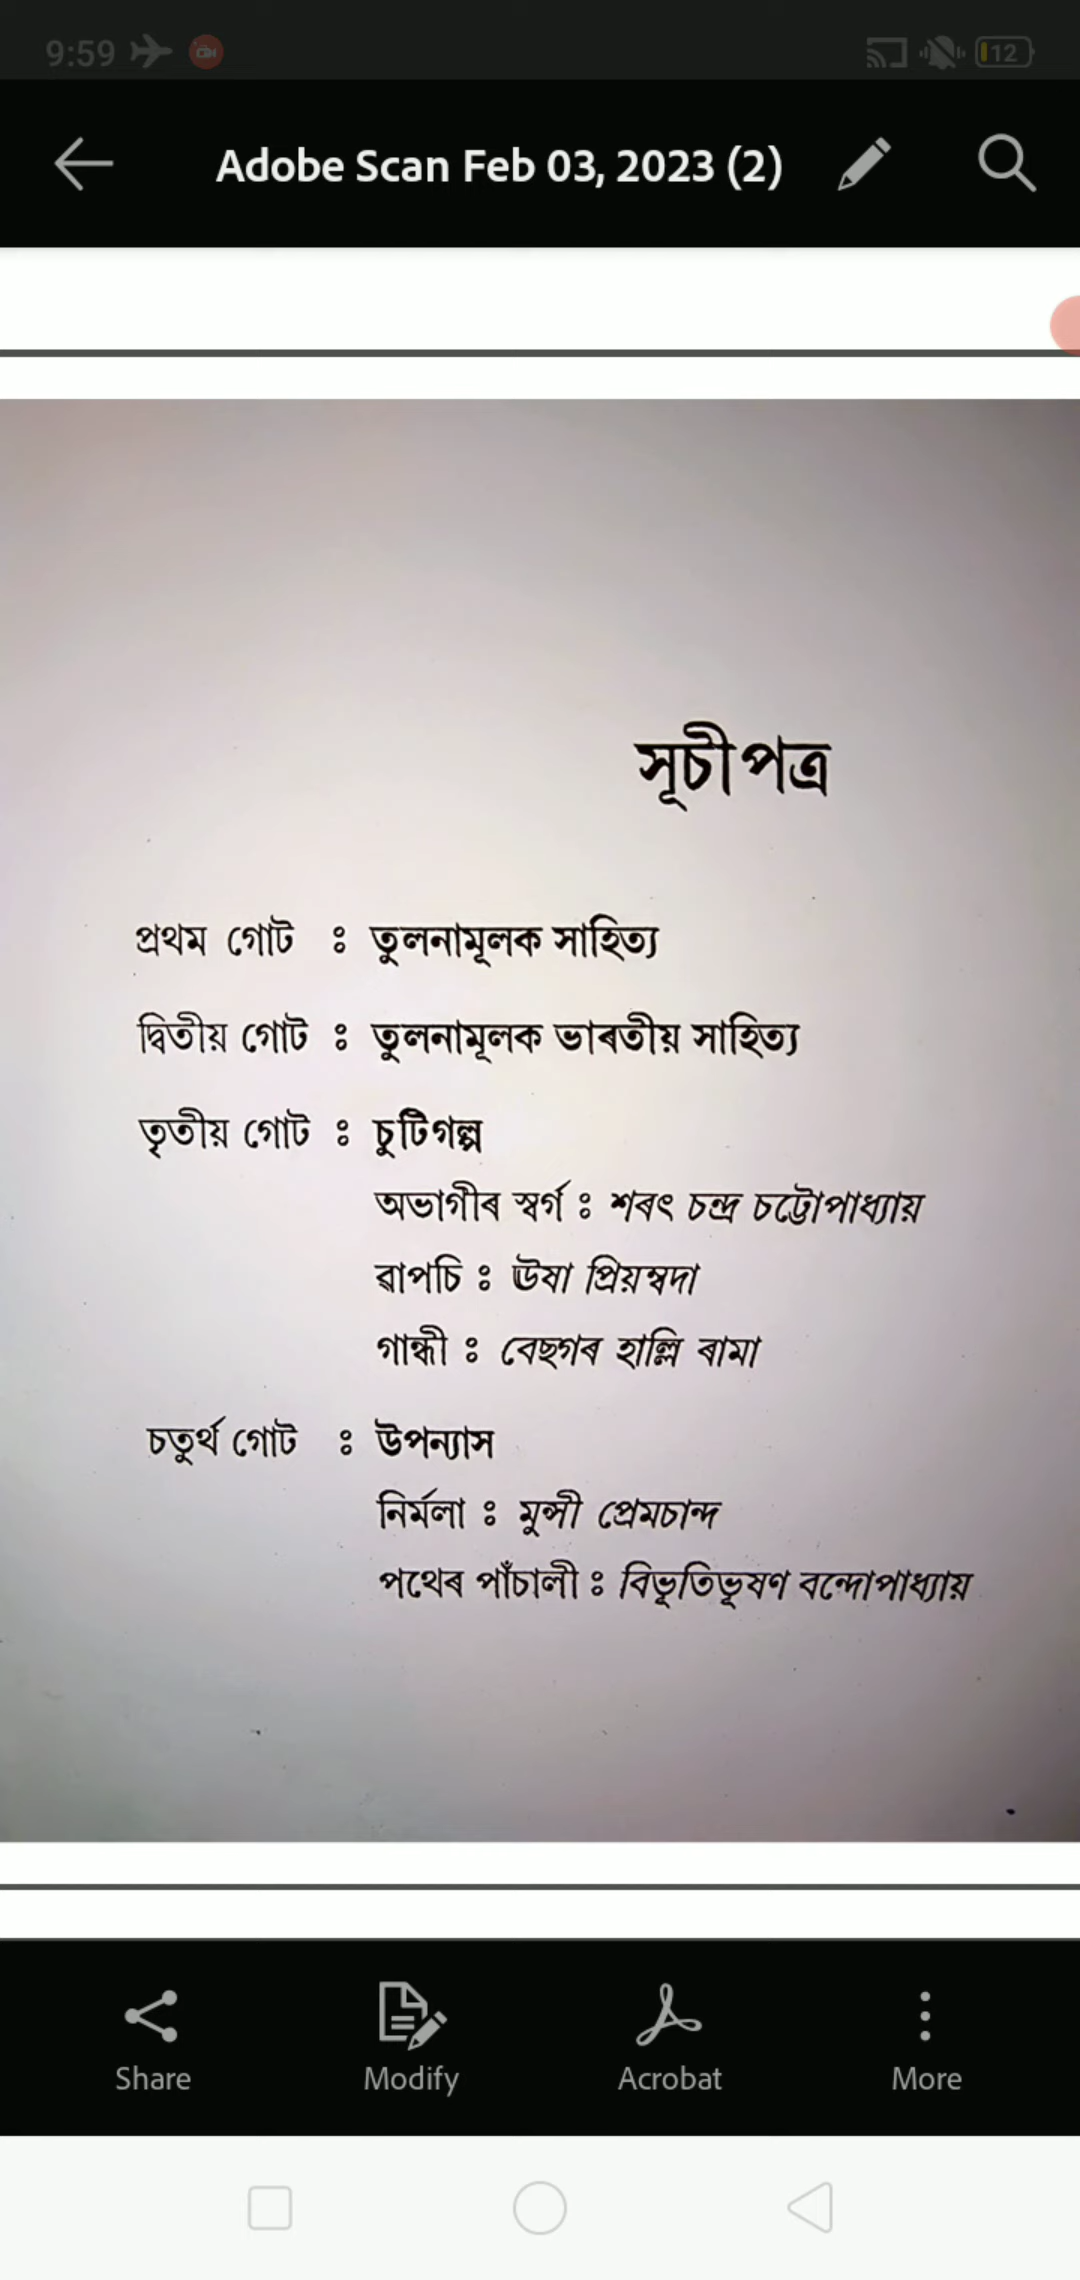 9:59
12
Adobe Scan Feb 03, 2023 (2)
সূচীপত্ৰ
প্ৰথম গোট ঃ তুলনামূলক সাহিত্য
দ্বিতীয় গোট ঃ তুলনামূলক ভাৰতীয় সাহিত্য
তৃতীয় গোট ঃ চুটিগল্প
অভাগীৰ স্বৰ্গ ঃ শৰৎ চন্দ্ৰ চট্টোপাধ্যায়
ৱাপচি ঃ ঊষা প্ৰিয়ম্বদা
গান্ধী ঃ বেছগৰ হাল্লি ৰামা
চতুৰ্থ গোট ঃ উপন্যাস
নিৰ্মলা ঃ মুন্সী প্ৰেমচান্দ
পথেৰ পাঁচালী ঃ বিভূতিভূষণ বন্দোপাধ্যায়
Share Modify Acrobat More